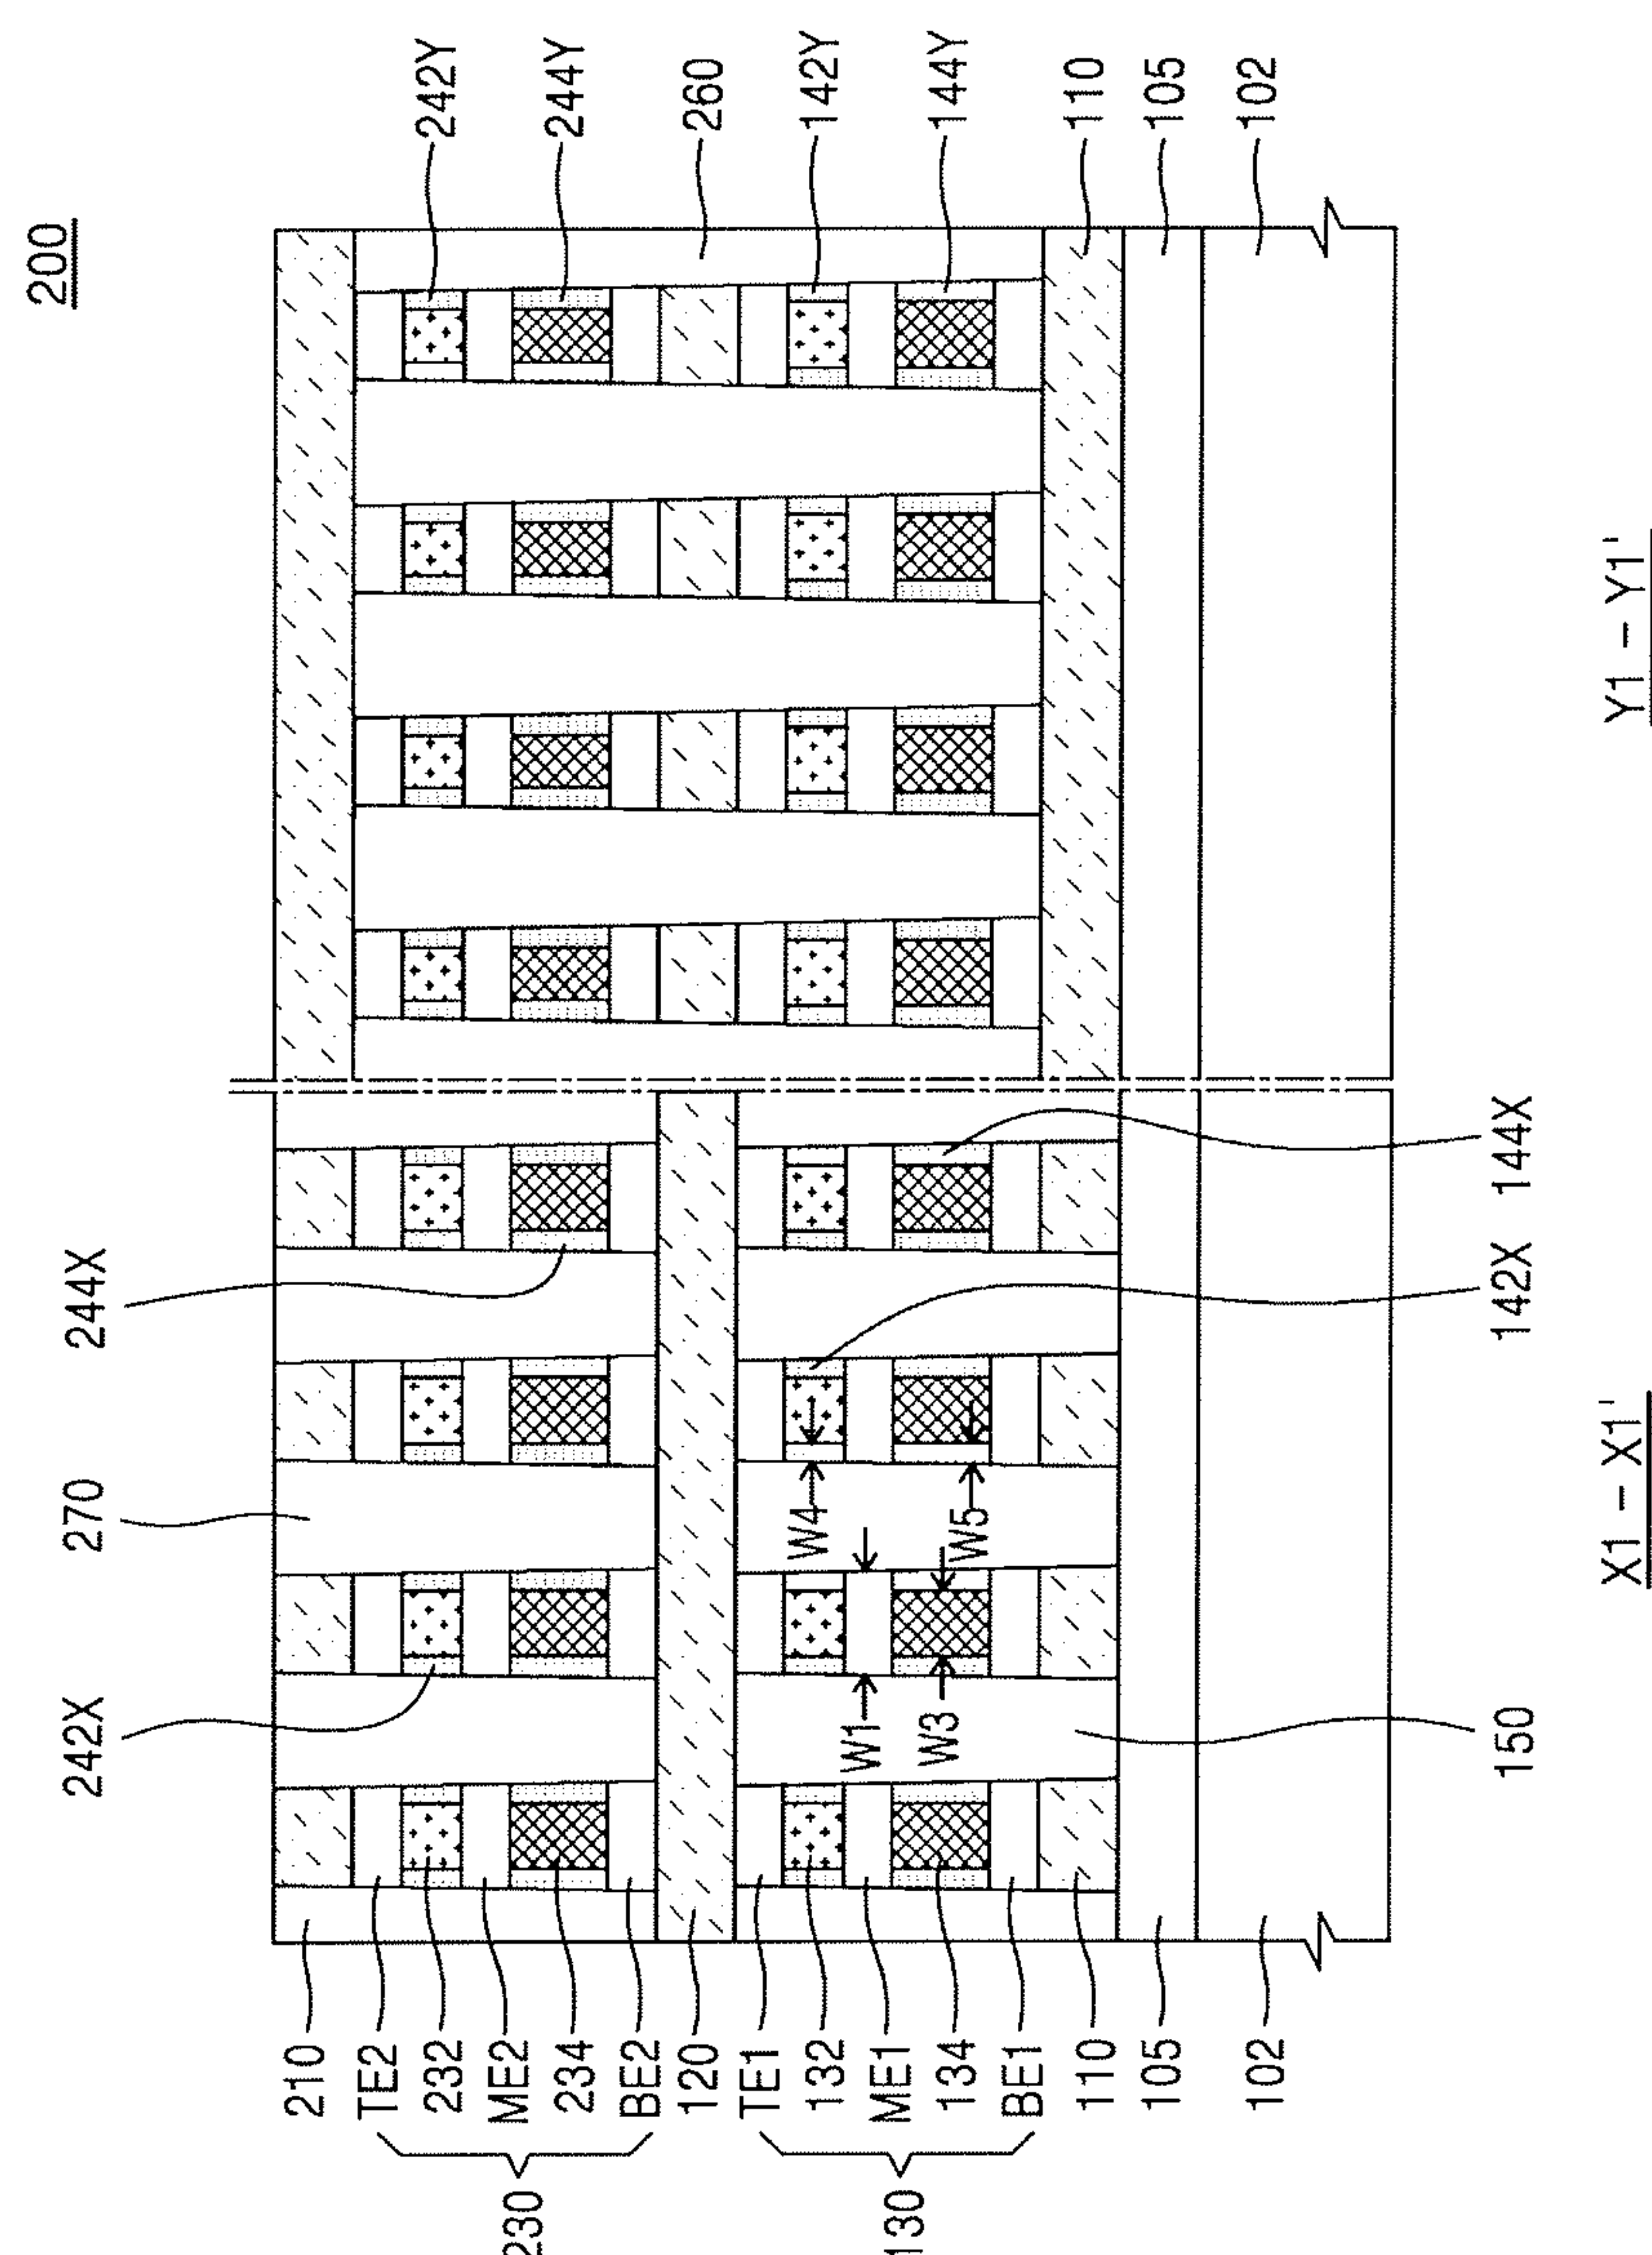 200
242Y
244Y
260
142Y
144Y
110
105
102
Y1 - Y1'
244X
270
242X
144X
142X
150
W4
W5
W1
W3
X1 - X1'
210
TE2
232
ME2
234
BE2
120
TE1
132
ME1
134
BE1
110
105
102
230
130